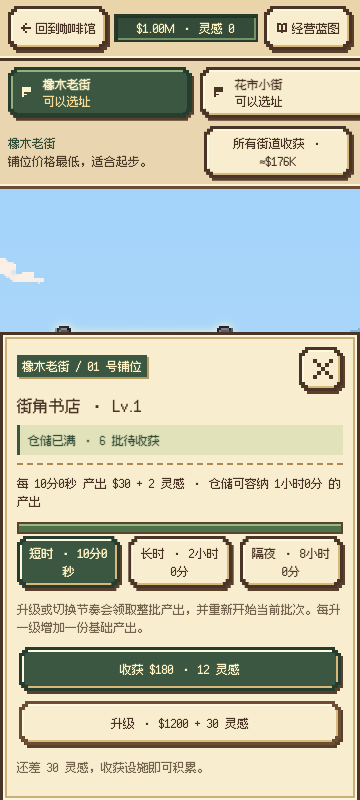 回到咖啡馆
$1.00M · 灵感 0
经营蓝图
橡木老街
可以选址
花市小街
可以选址
橡木老街
铺位价格最低，适合起步。
所有街道收获 ·
≈$176K
橡木老街 / 01 号铺位
街角书店 · Lv.1
仓储已满 · 6 批待收获
每 10分0秒 产出 $30 + 2 灵感 · 仓储可容纳 1小时0分 的
产出
短时 · 10分0
秒
长时 · 2小时
0分
隔夜 · 8小时
0分
升级或切换节奏会领取整批产出，并重新开始当前批次。每升
一级增加一份基础产出。
收获 $180 · 12 灵感
升级 · $1200 + 30 灵感
还差 30 灵感，收获设施即可积累。